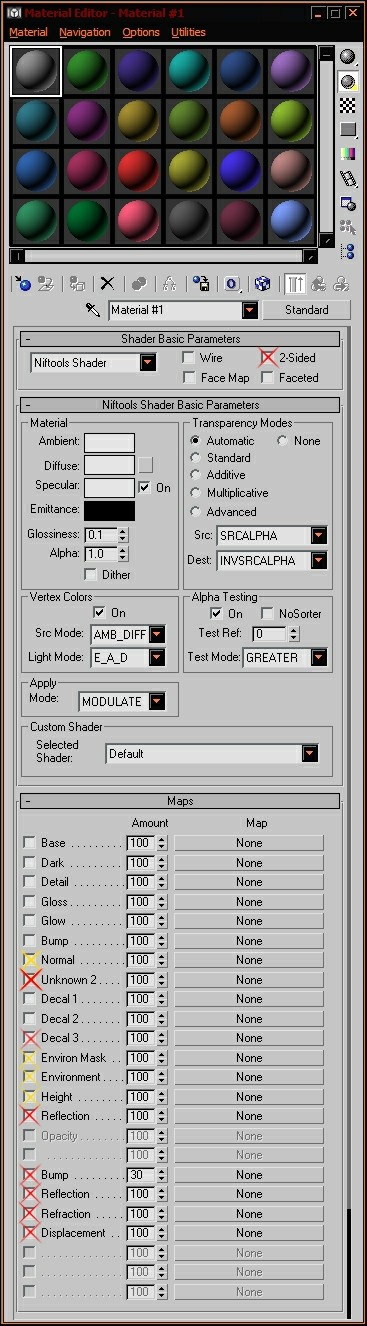 Material Editor - Material #1
Material Navigation Options Utilities
Material #1 Standard
- Shader Basic Parameters
Niftools Shader Wire 2-Sided
Face Map Faceted
- Niftools Shader Basic Parameters
Material
Ambient:
Diffuse:
Specular: On
Emittance:
Glossiness: 0.1
Alpha: 1.0
Dither
Transparency Modes
Automatic None
Standard
Additive
Multiplicative
Advanced
Src: SRCALPHA
Dest: INVSRCALPHA
Vertex Colors
On
Src Mode: AMB_DIFF
Light Mode: E_A_D
Alpha Testing
On NoSorter
Test Ref: 0
Test Mode: GREATER
Apply
Mode: MODULATE
Custom Shader
Selected
Shader: Default
- Maps
Amount Map
Base . . . . . . . . . 100 None
Dark . . . . . . . . . 100 None
Detail . . . . . . . . 100 None
Gloss . . . . . . . . 100 None
Glow . . . . . . . . . 100 None
Bump . . . . . . . . 100 None
Normal . . . . . . . 100 None
Unknown 2 . . . . 100 None
Decal 1 . . . . . . . 100 None
Decal 2 . . . . . . . 100 None
Decal 3 . . . . . . . 100 None
Environ Mask . . 100 None
Environment . . . . 100 None
Height . . . . . . . . 100 None
Reflection . . . . . 100 None
Opacity . . . . . . . 100 None
. . . . . . . . . . . . . 100 None
Bump . . . . . . . . 30 None
Reflection . . . . . 100 None
Refraction . . . . . 100 None
Displacement . . . 100 None
. . . . . . . . . . . . . 100 None
. . . . . . . . . . . . . 100 None
. . . . . . . . . . . . . 100 None